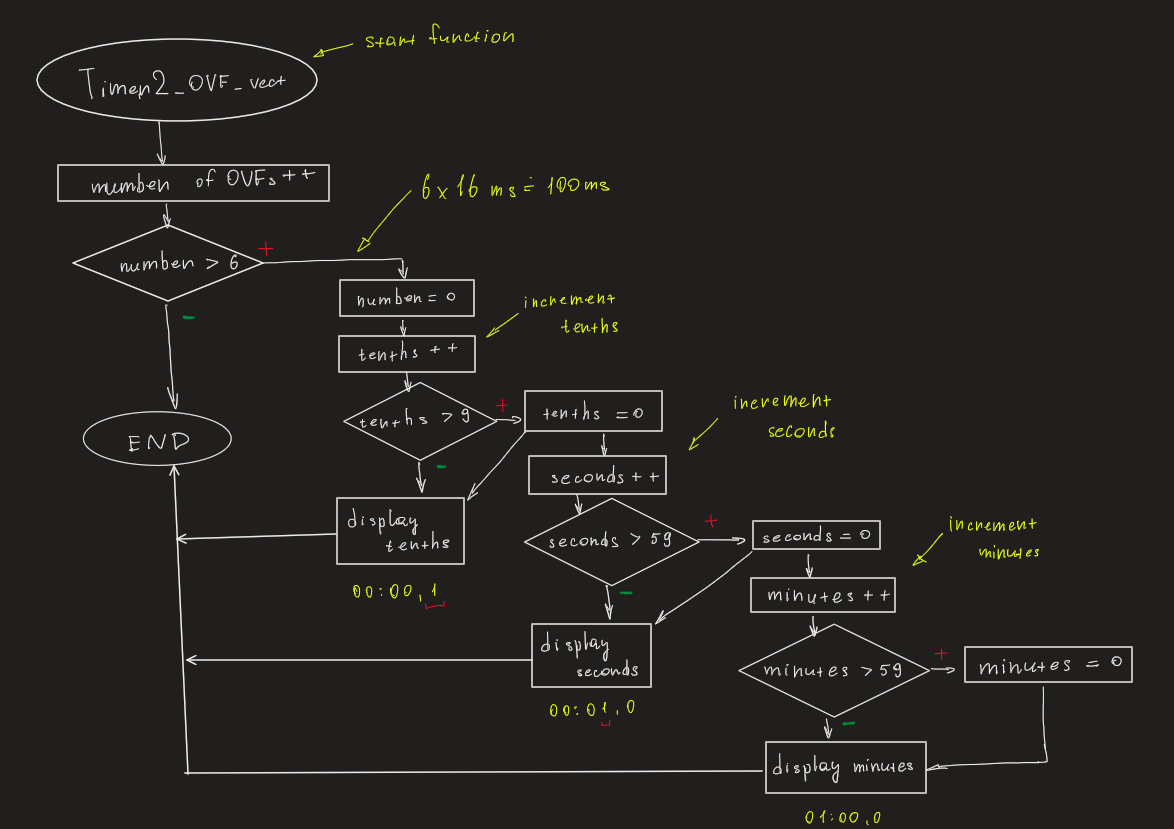 start function
Timer2_OVF_vect
number of OVFs++
6 x 16 ms = 100ms
number > 6
+
-
number = 0
increment
tenths
tenths ++
tenths > 9
+
-
tenths = 0
increment
seconds
END
seconds ++
display
tenths
00:00,1
seconds > 59
+
-
seconds = 0
increment
minutes
minutes ++
display
seconds
00:01,0
minutes > 59
+
-
minutes = 0
display minutes
01:00,0